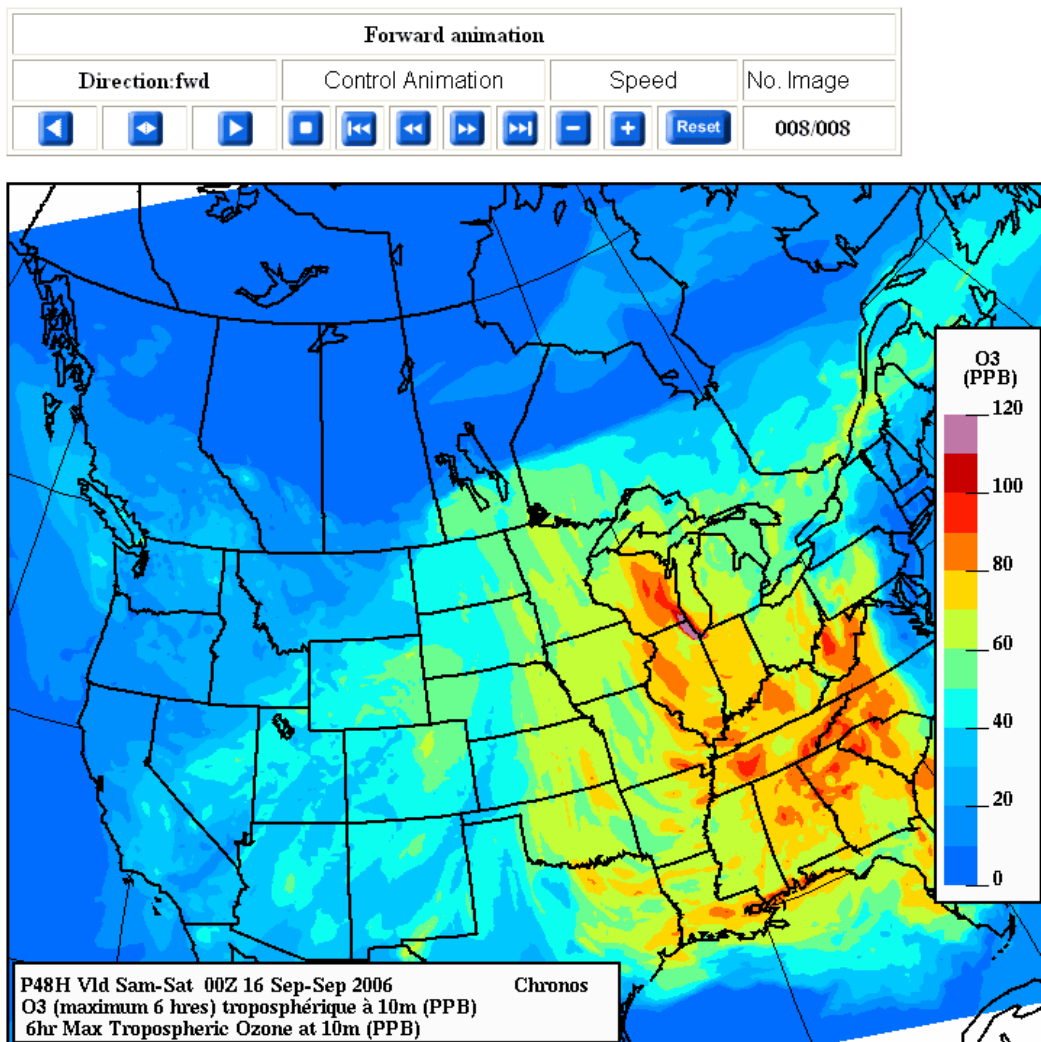 Forward animation
Direction:fwd Control Animation Speed No. Image
Reset 008/008
O3
(PPB)
120
100
80
60
40
20
0
P48H Vld Sam-Sat 00Z 16 Sep-Sep 2006 Chronos
O3 (maximum 6 hres) troposphérique à 10m (PPB)
6hr Max Tropospheric Ozone at 10m (PPB)